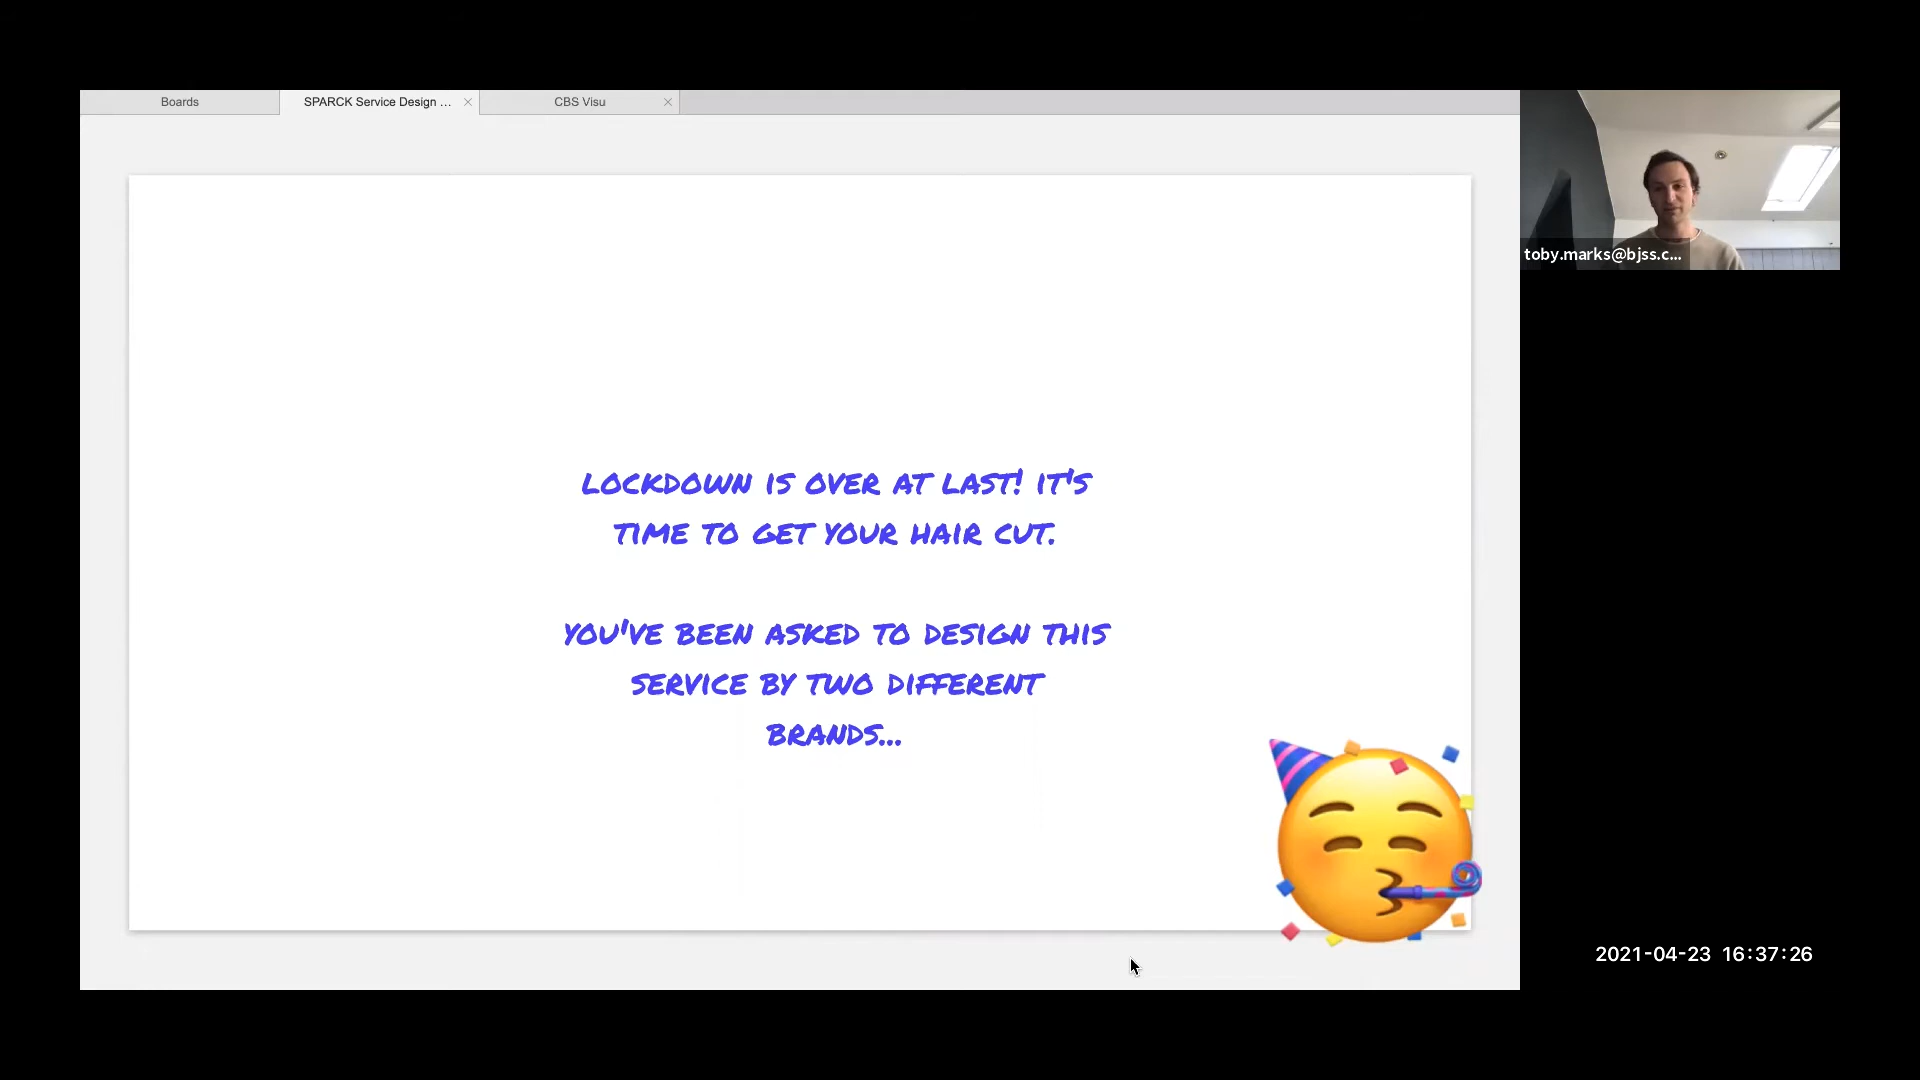 Boards
SPARCK Service Design ...
CBS Visu
toby.marks@bjss.c...
LOCKDOWN IS OVER AT LAST! IT'S
TIME TO GET YOUR HAIR CUT.
YOU'VE BEEN ASKED TO DESIGN THIS
SERVICE BY TWO DIFFERENT
BRANDS...
2021-04-23 16:37:26